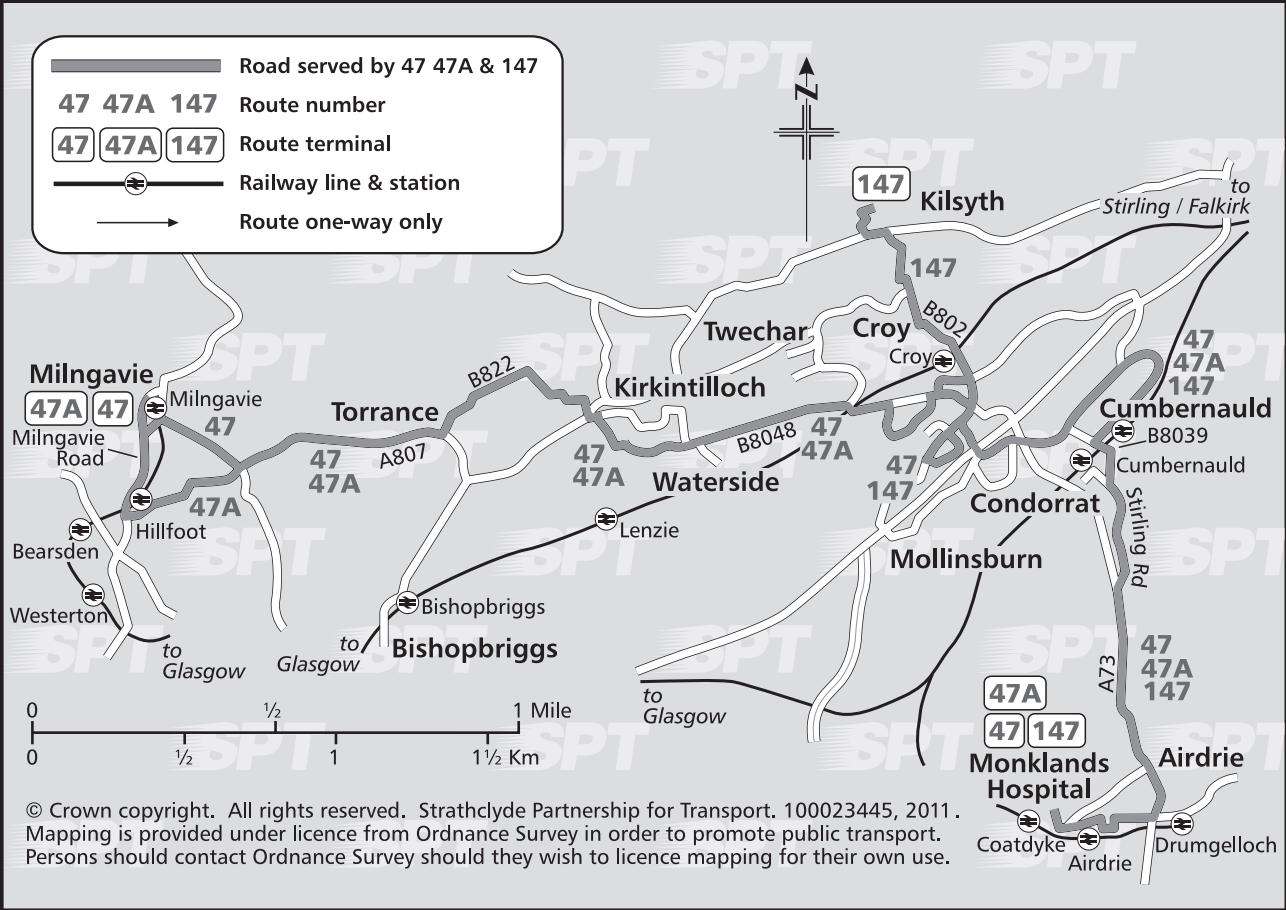 Road served by 47 47A & 147
47 47A 147 Route number
47 47A 147 Route terminal
Railway line & station
Route one-way only
N
147
Kilsyth
to
Stirling / Falkirk
147
B802
Twechar
Croy
Croy
47
47A
147
Milngavie
47A 47
Milngavie
Milngavie
Road
47
Torrance
B822
Kirkintilloch
A807
47
47A
47
47A
B8048
47
47A
Waterside
47
147
Cumbernauld
B8039
Cumbernauld
Condorrat
Stirling Rd
47A
Hillfoot
Bearsden
Westerton
Lenzie
Mollinsburn
Bishopbriggs
Bishopbriggs
to
Glasgow
to
Glasgow
to
Glasgow
A73
47
47A
147
47A
47 147
Monklands
Hospital
Airdrie
Coatdyke
Airdrie
Drumgelloch
0 ½ 1 Mile
0 ½ 1 1½ Km
© Crown copyright. All rights reserved. Strathclyde Partnership for Transport. 100023445, 2011.
Mapping is provided under licence from Ordnance Survey in order to promote public transport.
Persons should contact Ordnance Survey should they wish to licence mapping for their own use.
SPT